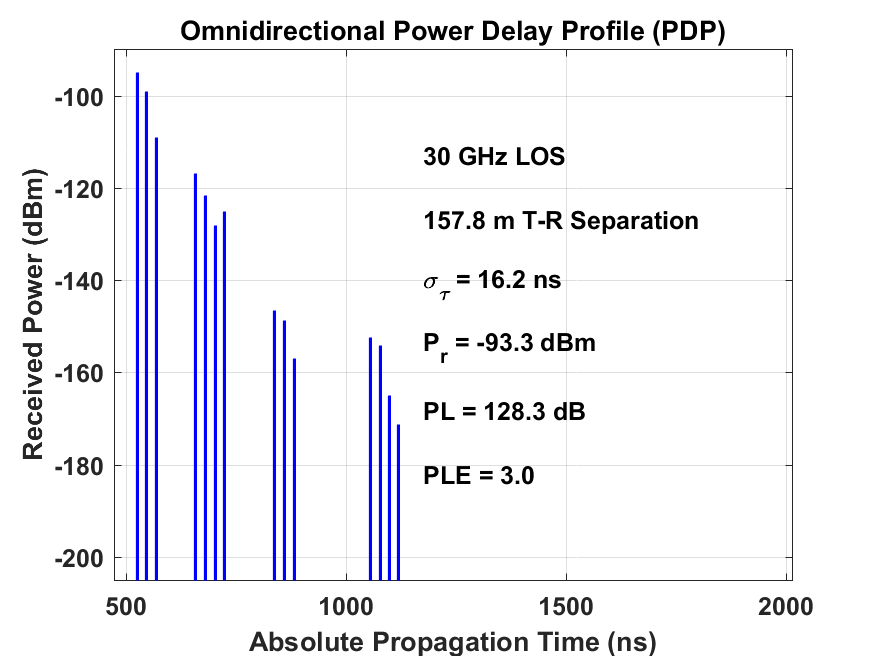 Omnidirectional Power Delay Profile (PDP)
Received Power (dBm)
-100
-120
-140
-160
-180
-200
30 GHz LOS
157.8 m T-R Separation
σ_τ = 16.2 ns
P_r = -93.3 dBm
PL = 128.3 dB
PLE = 3.0
500 1000 1500 2000
Absolute Propagation Time (ns)